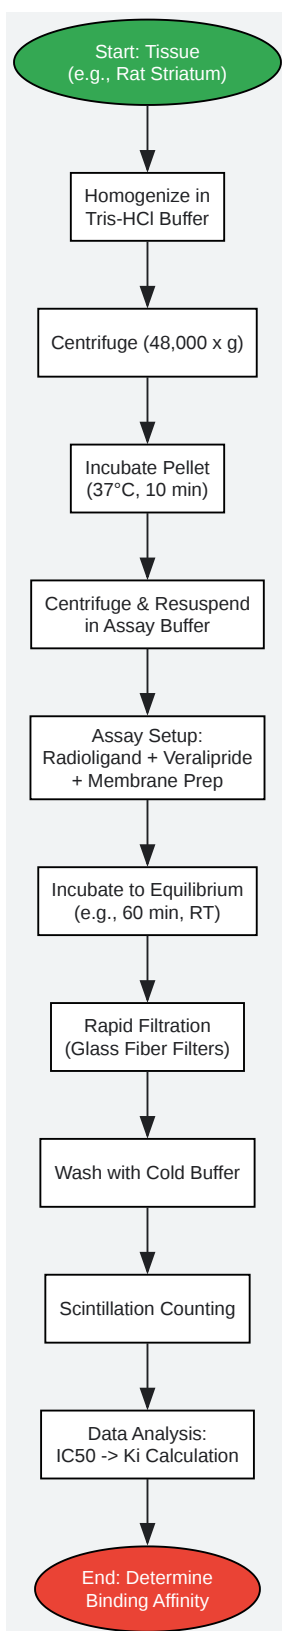 Start: Tissue
(e.g., Rat Striatum)
Homogenize in
Tris-HCl Buffer
Centrifuge (48,000 x g)
Incubate Pellet
(37°C, 10 min)
Centrifuge & Resuspend
in Assay Buffer
Assay Setup:
Radioligand + Veralipride
+ Membrane Prep
Incubate to Equilibrium
(e.g., 60 min, RT)
Rapid Filtration
(Glass Fiber Filters)
Wash with Cold Buffer
Scintillation Counting
Data Analysis:
IC50 -> Ki Calculation
End: Determine
Binding Affinity